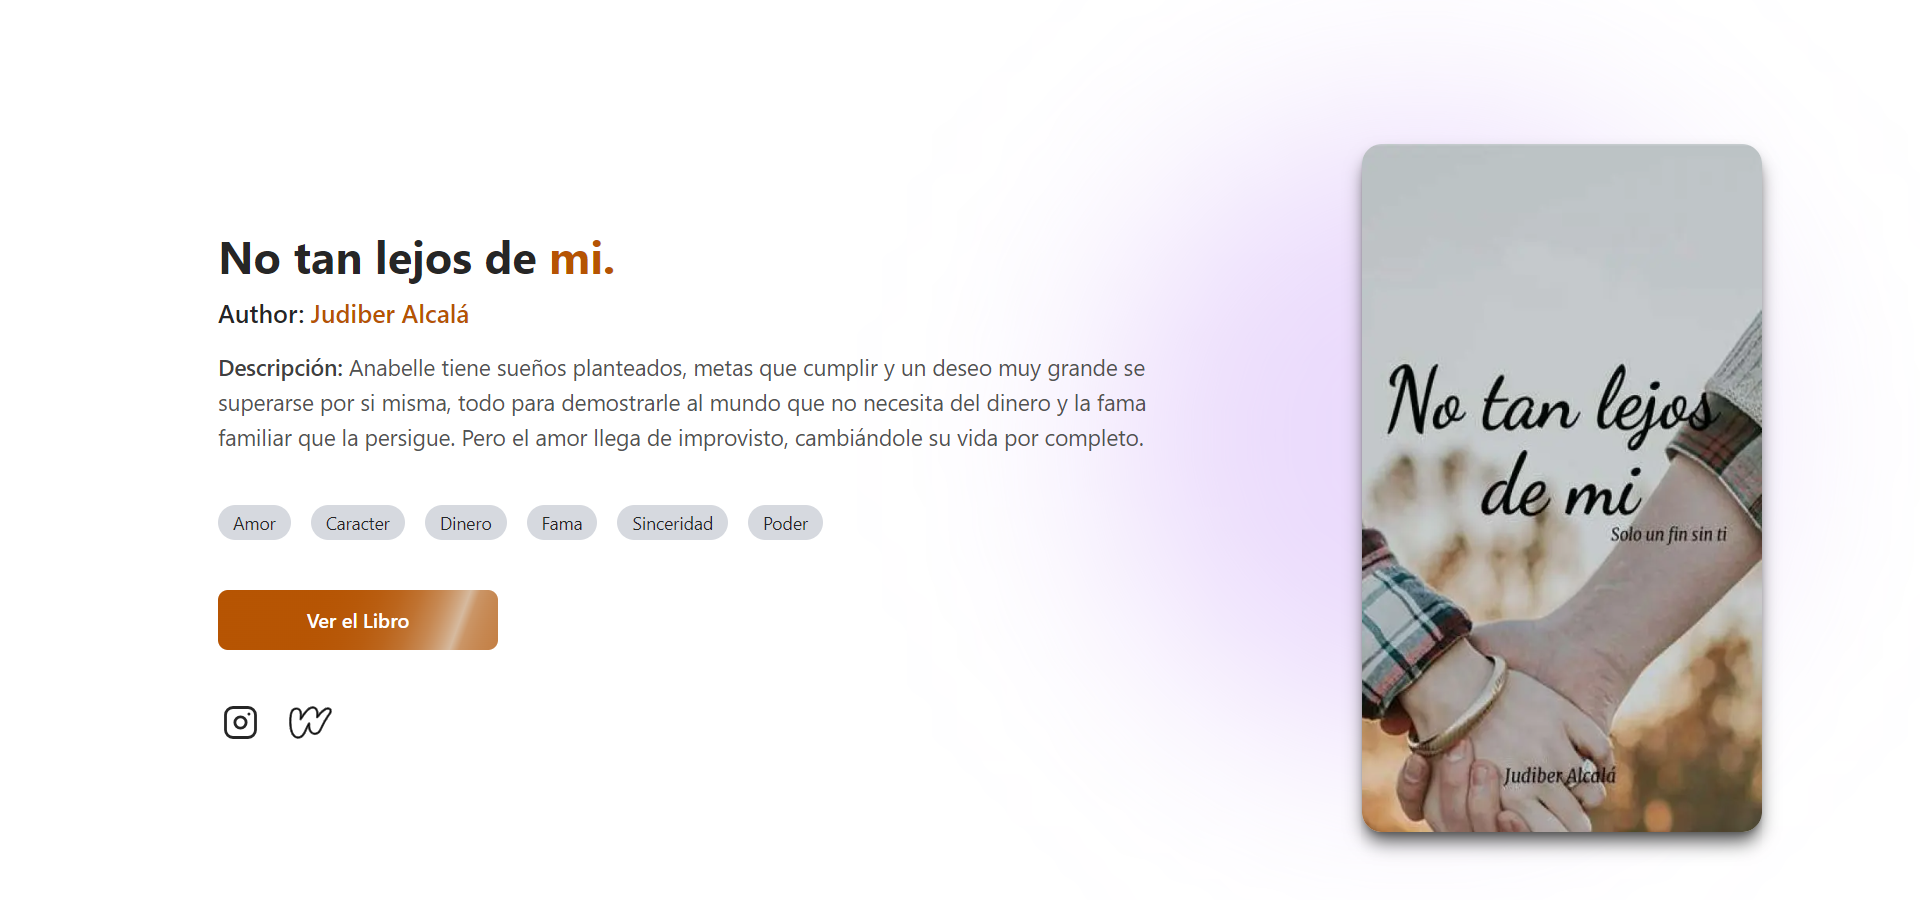 No tan lejos de mi.
Author: Judiber Alcalá
Descripción: Anabelle tiene sueños planteados, metas que cumplir y un deseo muy grande se
superarse por si misma, todo para demostrarle al mundo que no necesita del dinero y la fama
familiar que la persigue. Pero el amor llega de improvisto, cambiándole su vida por completo.
Amor Caracter Dinero Fama Sinceridad Poder
Ver el Libro
No tan lejos
de mi
Solo un fin sin ti
Judiber Alcalá